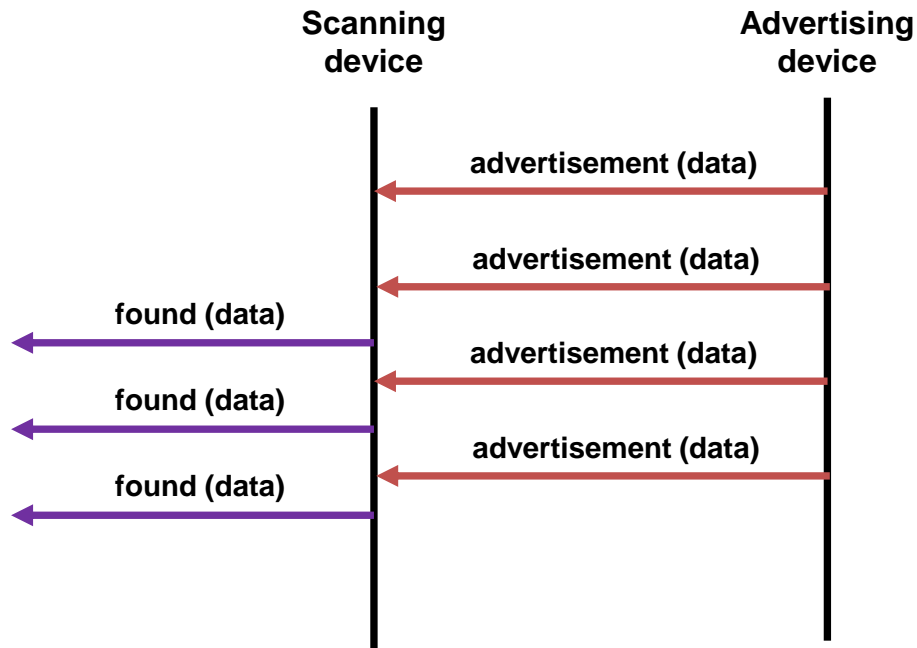 Scanning
device
Advertising
device
advertisement (data)
advertisement (data)
found (data)
advertisement (data)
found (data)
advertisement (data)
found (data)